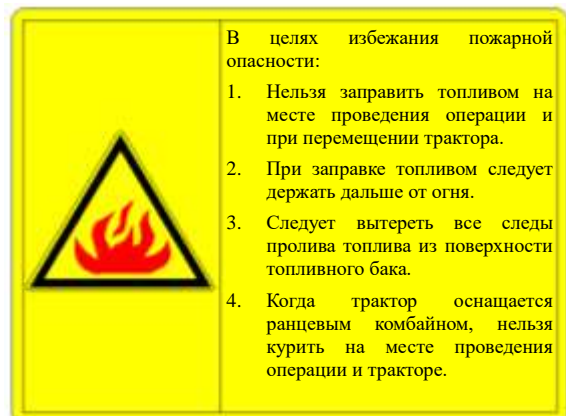 В целях избежания пожарной
опасности:
1. Нельзя заправить топливом на
месте проведения операции и
при перемещении трактора.
2. При заправке топливом следует
держать дальше от огня.
3. Следует вытереть все следы
пролива топлива из поверхности
топливного бака.
4. Когда трактор оснащается
ранцевым комбайном, нельзя
курить на месте проведения
операции и тракторе.